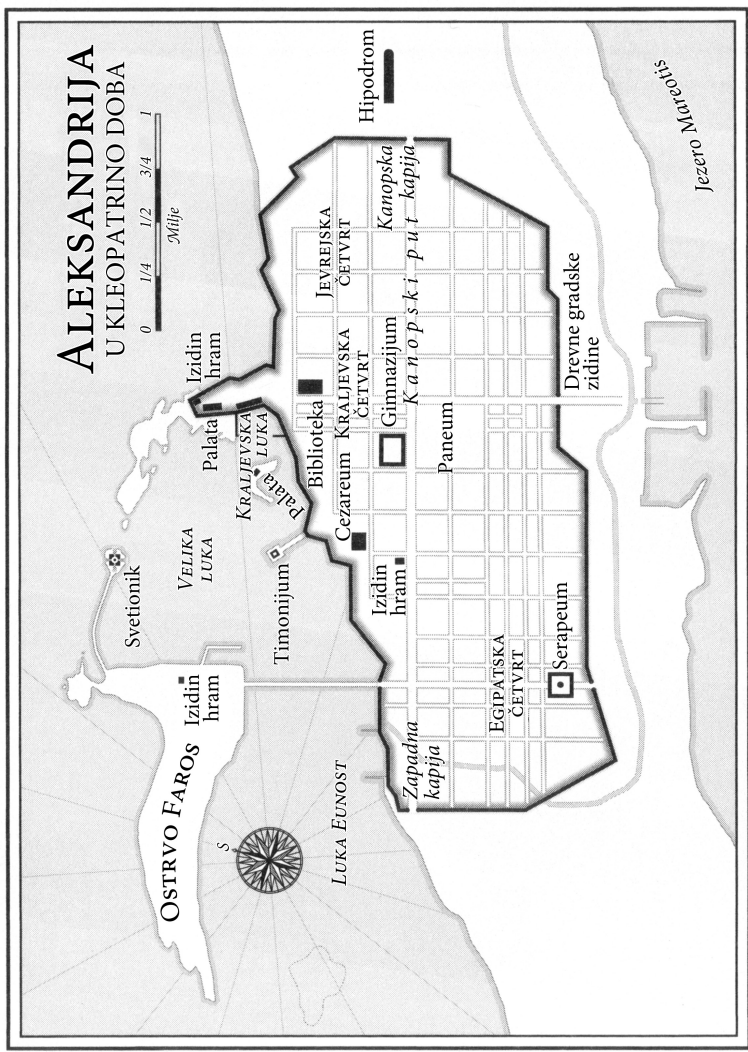 ALEKSANDRIJA
U KLEOPATRINO DOBA
0 1/4 1/2 3/4 1
Milje
Svetionik
VELIKA
LUKA
Izidin
hram
Palata
KRALJEVSKA
LUKA
Palata
Timonijum
OSTRVO FAROS
Izidin
hram
S
LUKA EUNOST
Biblioteka
Cezareum
KRALJEVSKA
ČETVRT
JEVREJSKA
ČETVRT
Hipodrom
Kanopska
kapija
Kanopski put
Gimnazijum
Paneum
Izidin
hram
Zapadna
kapija
EGIPATSKA
ČETVRT
Serapeum
Drevne gradske
zidine
Jezero Mareotis